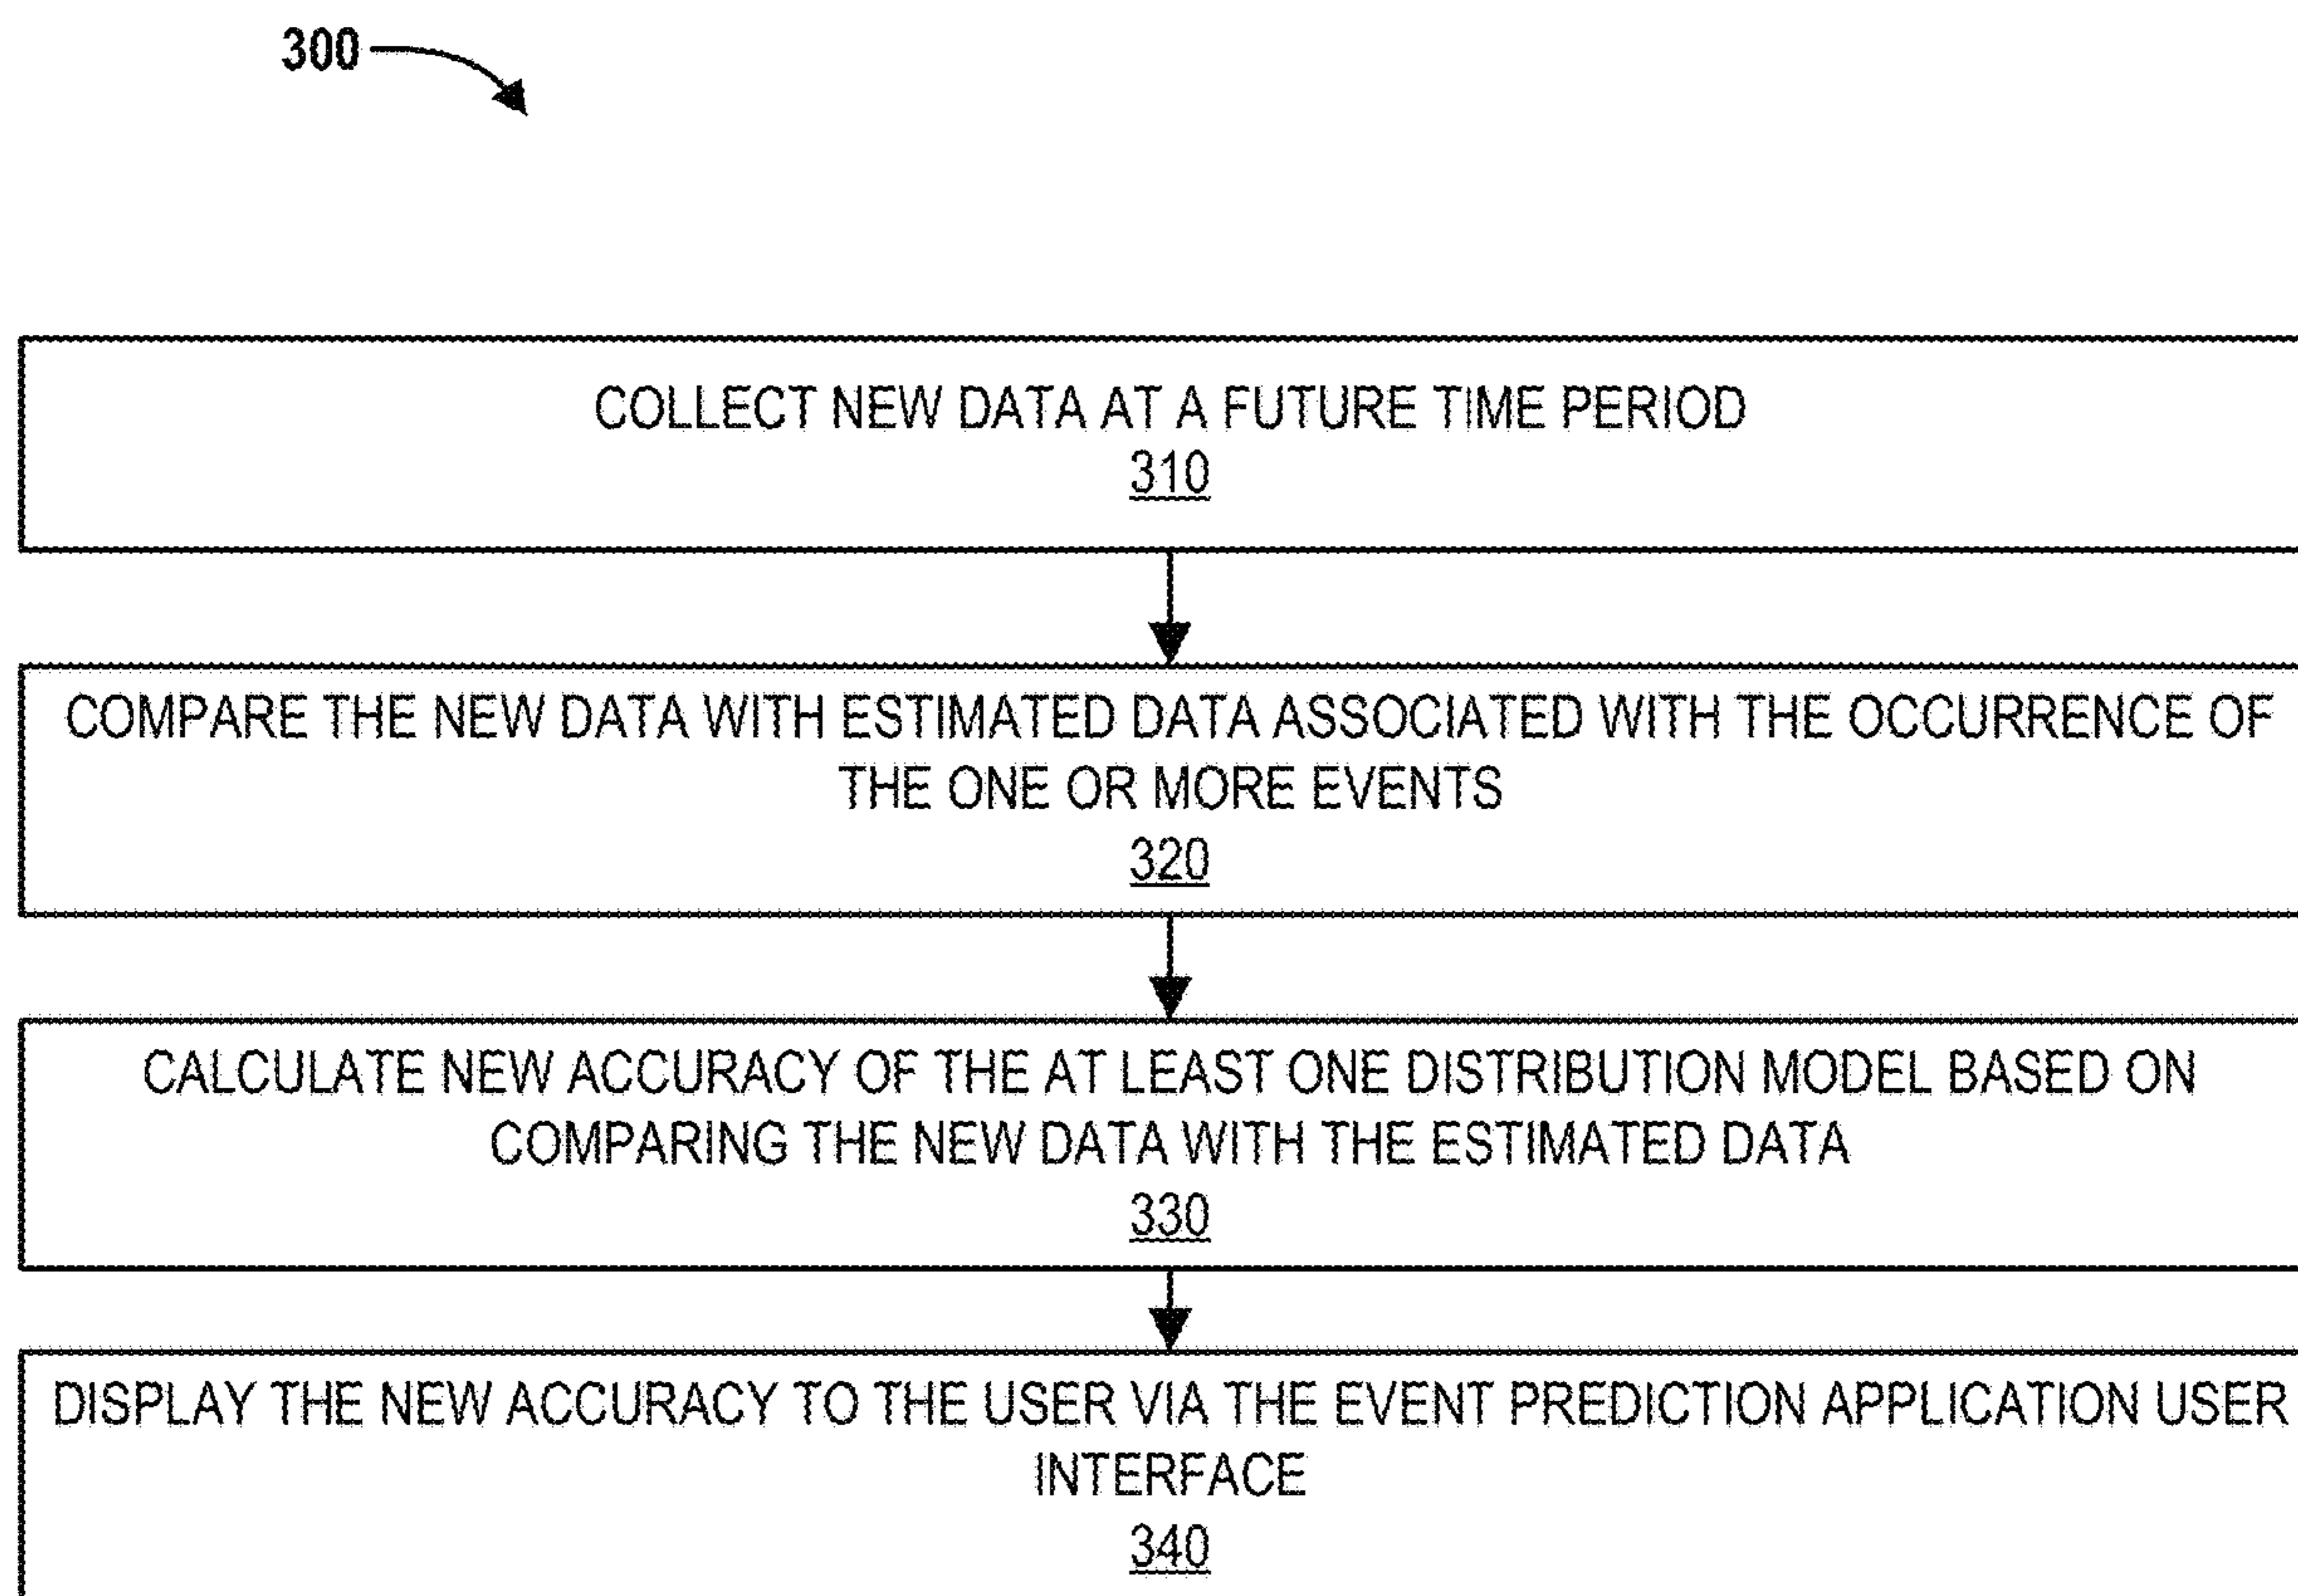 300
COLLECT NEW DATA AT A FUTURE TIME PERIOD
310
COMPARE THE NEW DATA WITH ESTIMATED DATA ASSOCIATED WITH THE OCCURRENCE OF
THE ONE OR MORE EVENTS
320
CALCULATE NEW ACCURACY OF THE AT LEAST ONE DISTRIBUTION MODEL BASED ON
COMPARING THE NEW DATA WITH THE ESTIMATED DATA
330
DISPLAY THE NEW ACCURACY TO THE USER VIA THE EVENT PREDICTION APPLICATION USER
INTERFACE
340